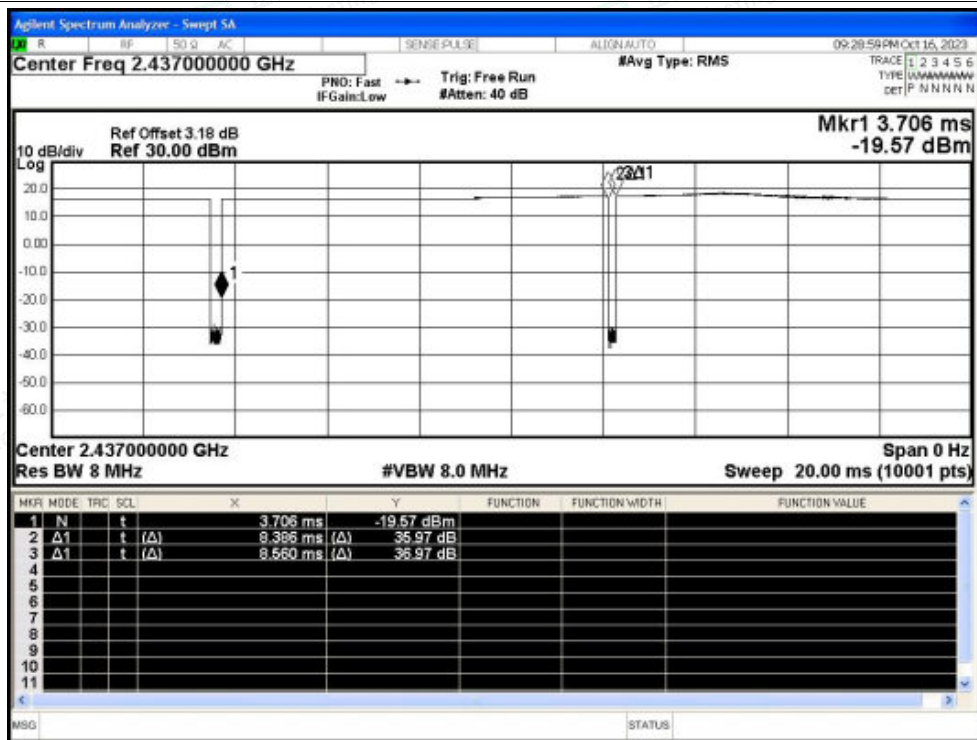 Agilent Spectrum Analyzer - Swept SA
R RF 50 Ω AC SENSE:PULSE ALIGN AUTO 09:28:59 PM Oct 16, 2023
Center Freq 2.437000000 GHz #Avg Type: RMS TRACE 1 2 3 4 5 6
PNO: Fast Trig: Free Run TYPE
IFGain:Low #Atten: 40 dB DET P N N N N N
Mkr1 3.706 ms
Ref Offset 3.18 dB
10 dB/div Ref 30.00 dBm -19.57 dBm
Log
20.0
10.0
0.00
-10.0
-20.0
-30.0
-40.0
-50.0
-60.0
1
Center 2.437000000 GHz Span 0 Hz
Res BW 8 MHz #VBW 8.0 MHz Sweep 20.00 ms (10001 pts)
MKR MODE TRC SCL X Y FUNCTION FUNCTION WIDTH FUNCTION VALUE
1 N t 3.706 ms -19.57 dBm
2 Δ1 t (Δ) 8.386 ms (Δ) 35.97 dB
3 Δ1 t (Δ) 8.560 ms (Δ) 36.97 dB
4
5
6
7
8
9
10
11
MSG STATUS